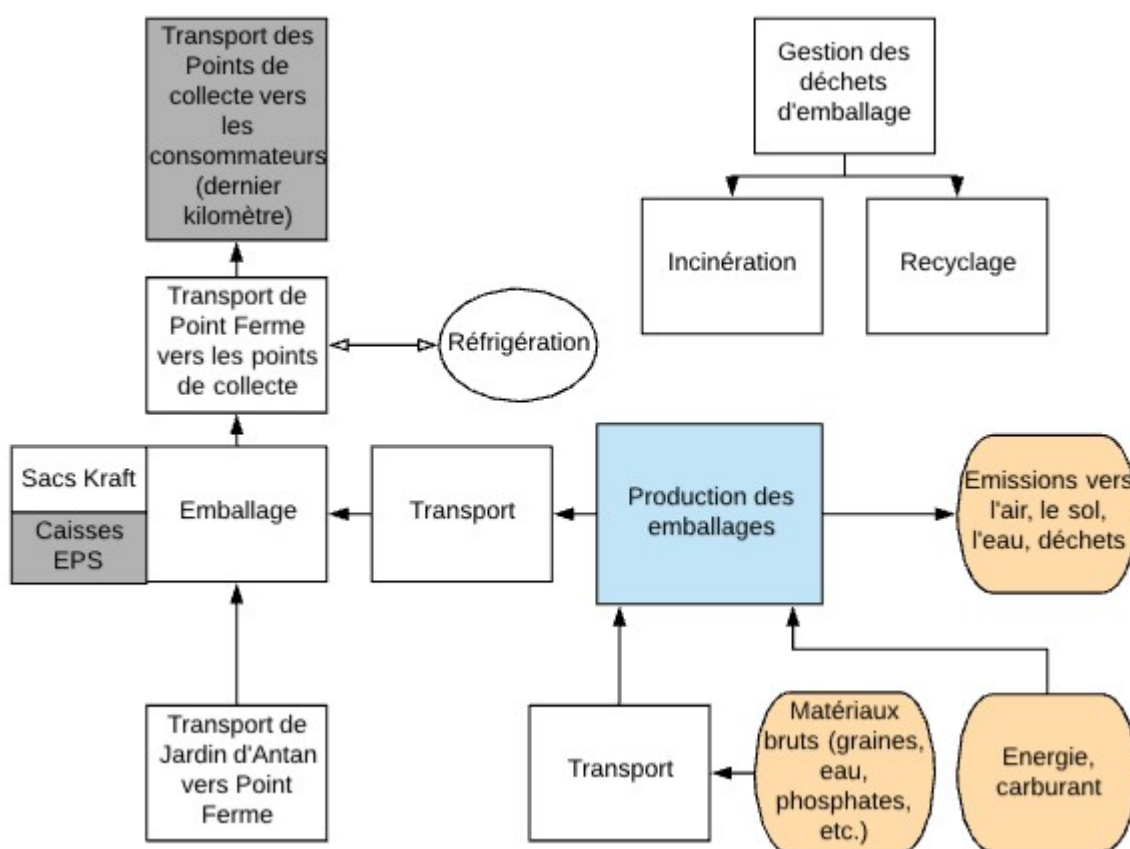 Transport des
Points de
collecte vers
les
consommateurs
(dernier
kilomètre)
Gestion des
déchets
d'emballage
Incinération
Recyclage
Transport de
Point Ferme
vers les points
de collecte
Réfrigération
Sacs Kraft
Caisses
EPS
Emballage
Transport
Production des
emballages
Emissions vers
l'air, le sol,
l'eau, déchets
Transport de
Jardin d'Antan
vers Point
Ferme
Transport
Matériaux
bruts (graines,
eau,
phosphates,
etc.)
Energie,
carburant